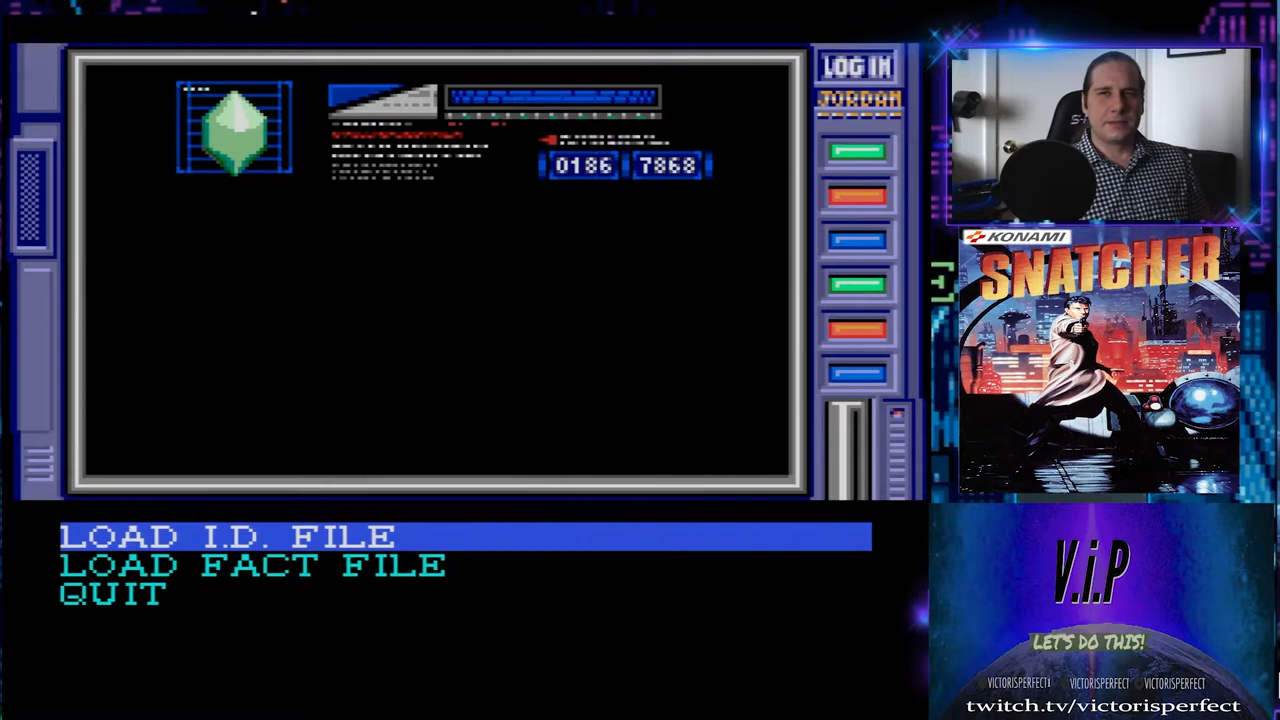 LOG IN
JORDAN
0186 7868
LOAD I.D. FILE
LOAD FACT FILE
QUIT
KONAMI
SNATCHER
V.i.P
LET'S DO THIS!
VICTORISPERFECT1 VICTORISPERFECT VICTORISPERFECT
twitch.tv/victorisperfect